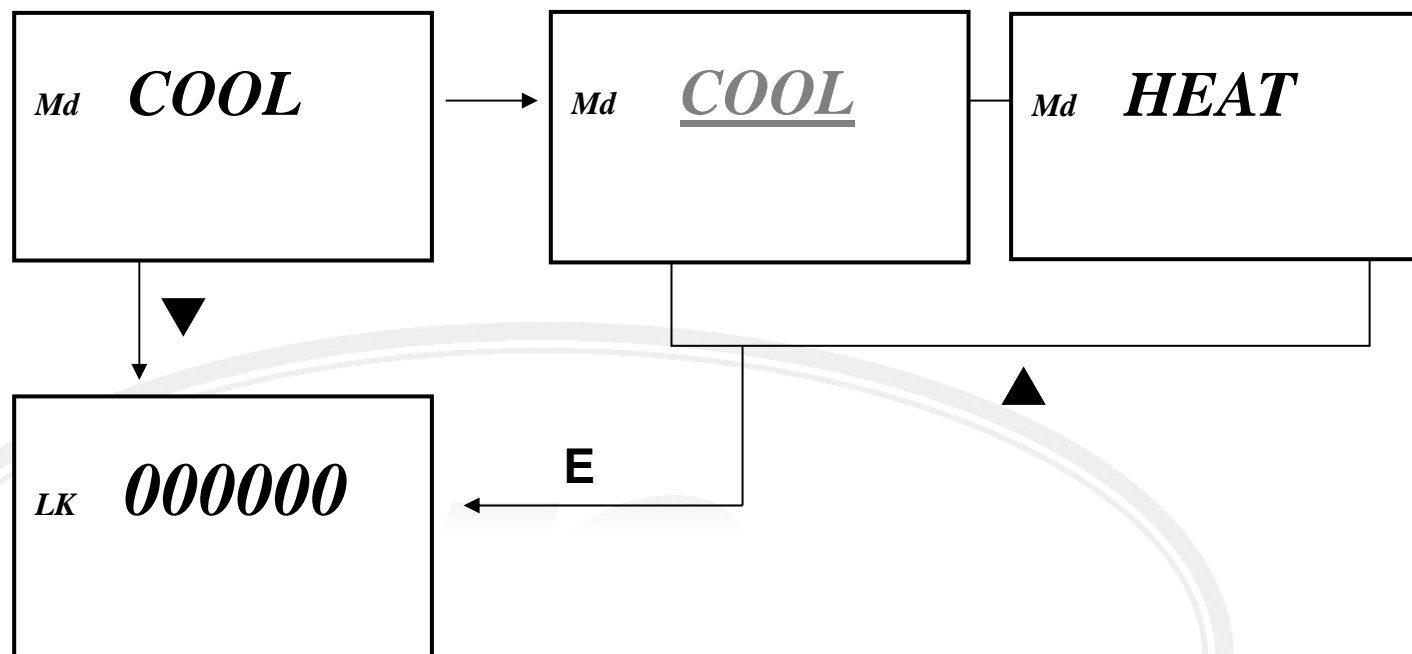 Md COOL
Md COOL
Md HEAT
▼
▲
E
LK 000000